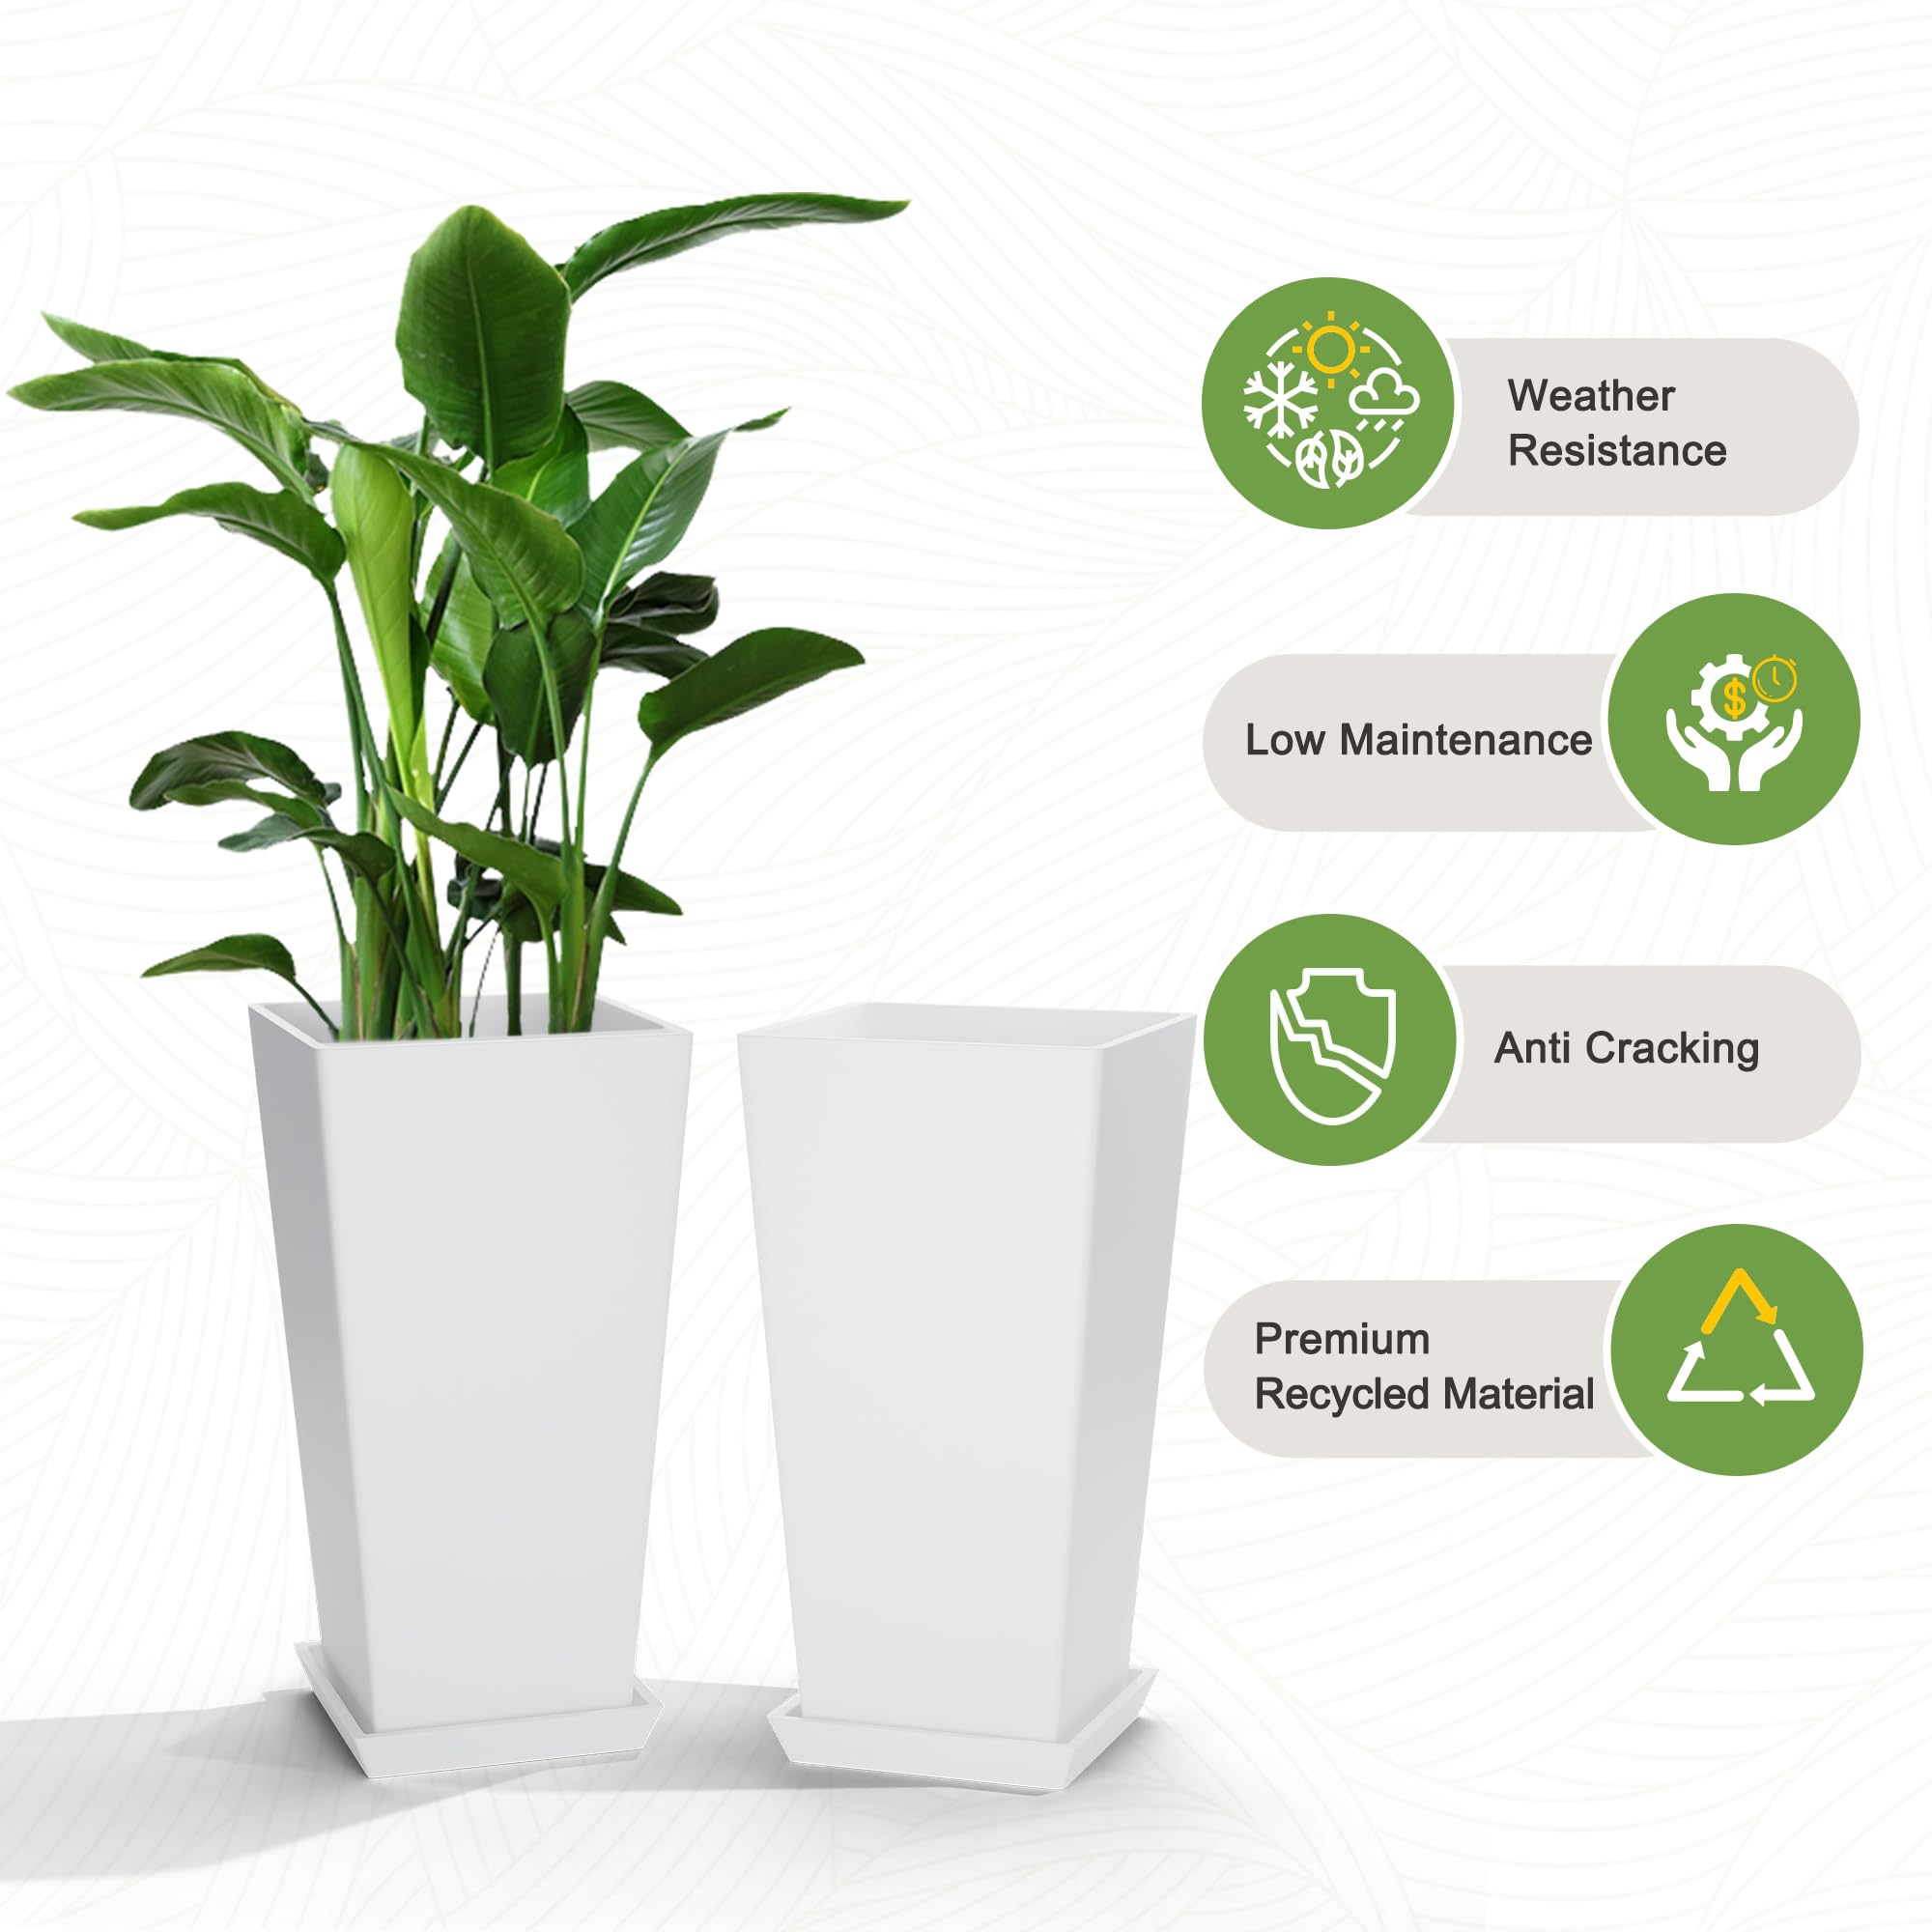 Weather
Resistance
Low Maintenance
Anti Cracking
Premium
Recycled Material